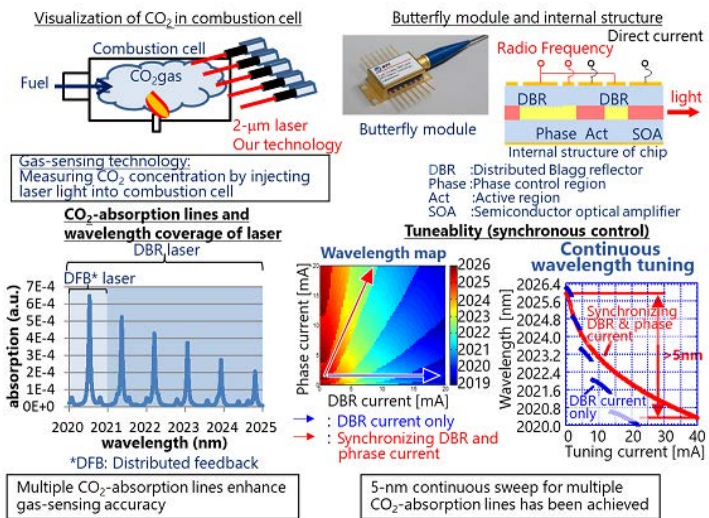 Visualization of CO2 in combustion cell
Combustion cell
Fuel
CO2gas
2-μm laser
Our technology
Gas-sensing technology:
Measuring CO2 concentration by injecting
laser light into combustion cell
Butterfly module and internal structure
Direct current
Radio Frequency
DBR
DBR
light
Phase
Act
SOA
Butterfly module
Internal structure of chip
DBR :Distributed Blagg reflector
Phase :Phase control region
Act :Active region
SOA :Semiconductor optical amplifier
CO2-absorption lines and
wavelength coverage of laser
DBR laser
DFB* laser
absorption (a.u.)
7E-4
6E-4
5E-4
4E-4
3E-4
2E-4
1E-4
0E+0
2020 2021 2022 2023 2024 2025
wavelength (nm)
*DFB: Distributed feedback
Multiple CO2-absorption lines enhance
gas-sensing accuracy
Tuneablity (synchronous control)
Wavelength map
Phase current [mA]
20
10
0
0 10 20
DBR current [mA]
2026
2025
2024
2023
2022
2021
2020
2019
: DBR current only
: Synchronizing DBR and
phrase current
Continuous
wavelength tuning
Wavelength [nm]
2026.4
2025.6
2024.8
2024.0
2023.2
2022.4
2021.6
2020.8
2020.0
Synchronizing
DBR & phase
current
>5nm
DBR current
only
0 10 20 30 40
Tuning current [mA]
5-nm continuous sweep for multiple
CO2-absorption lines has been achieved